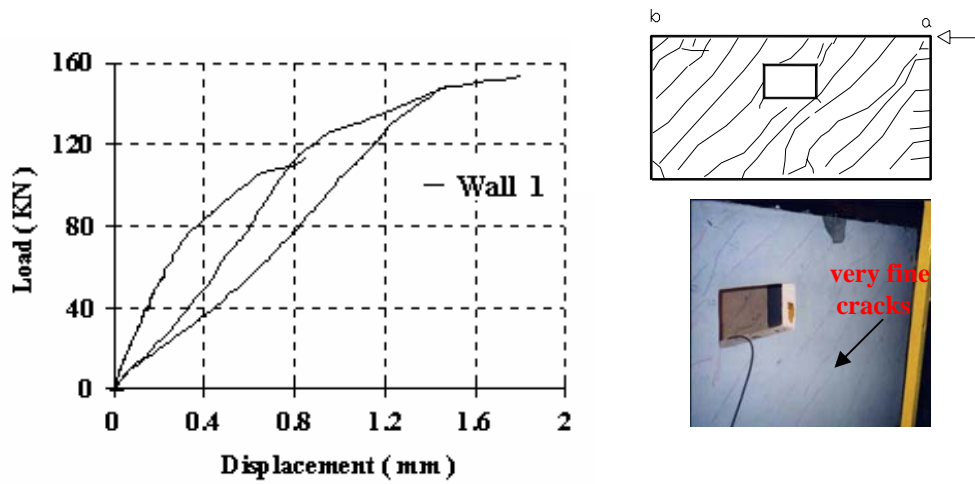 160
120
80
40
0
0
0.4
0.8
1.2
1.6
2
Load ( KN )
Displacement ( mm )
Wall 1
b
a
very fine
cracks